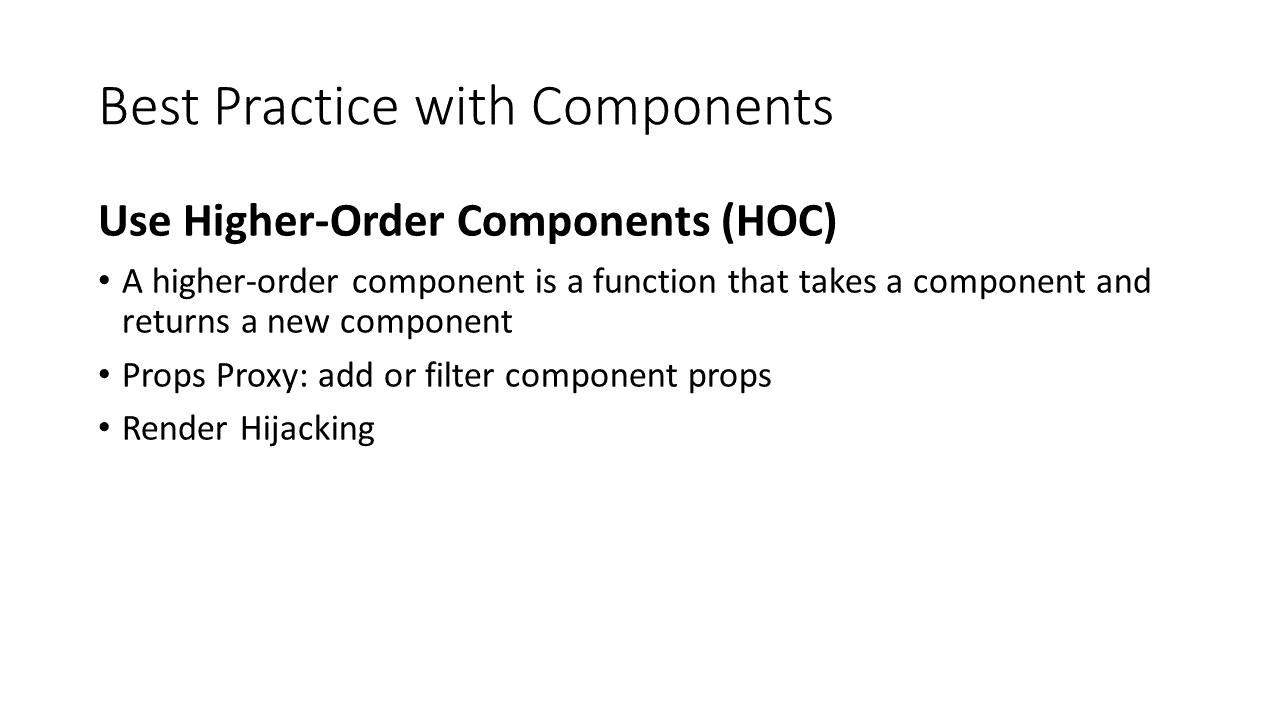 Best Practice with Components
Use Higher-Order Components (HOC)
• A higher-order component is a function that takes a component and
returns a new component
• Props Proxy: add or filter component props
• Render Hijacking